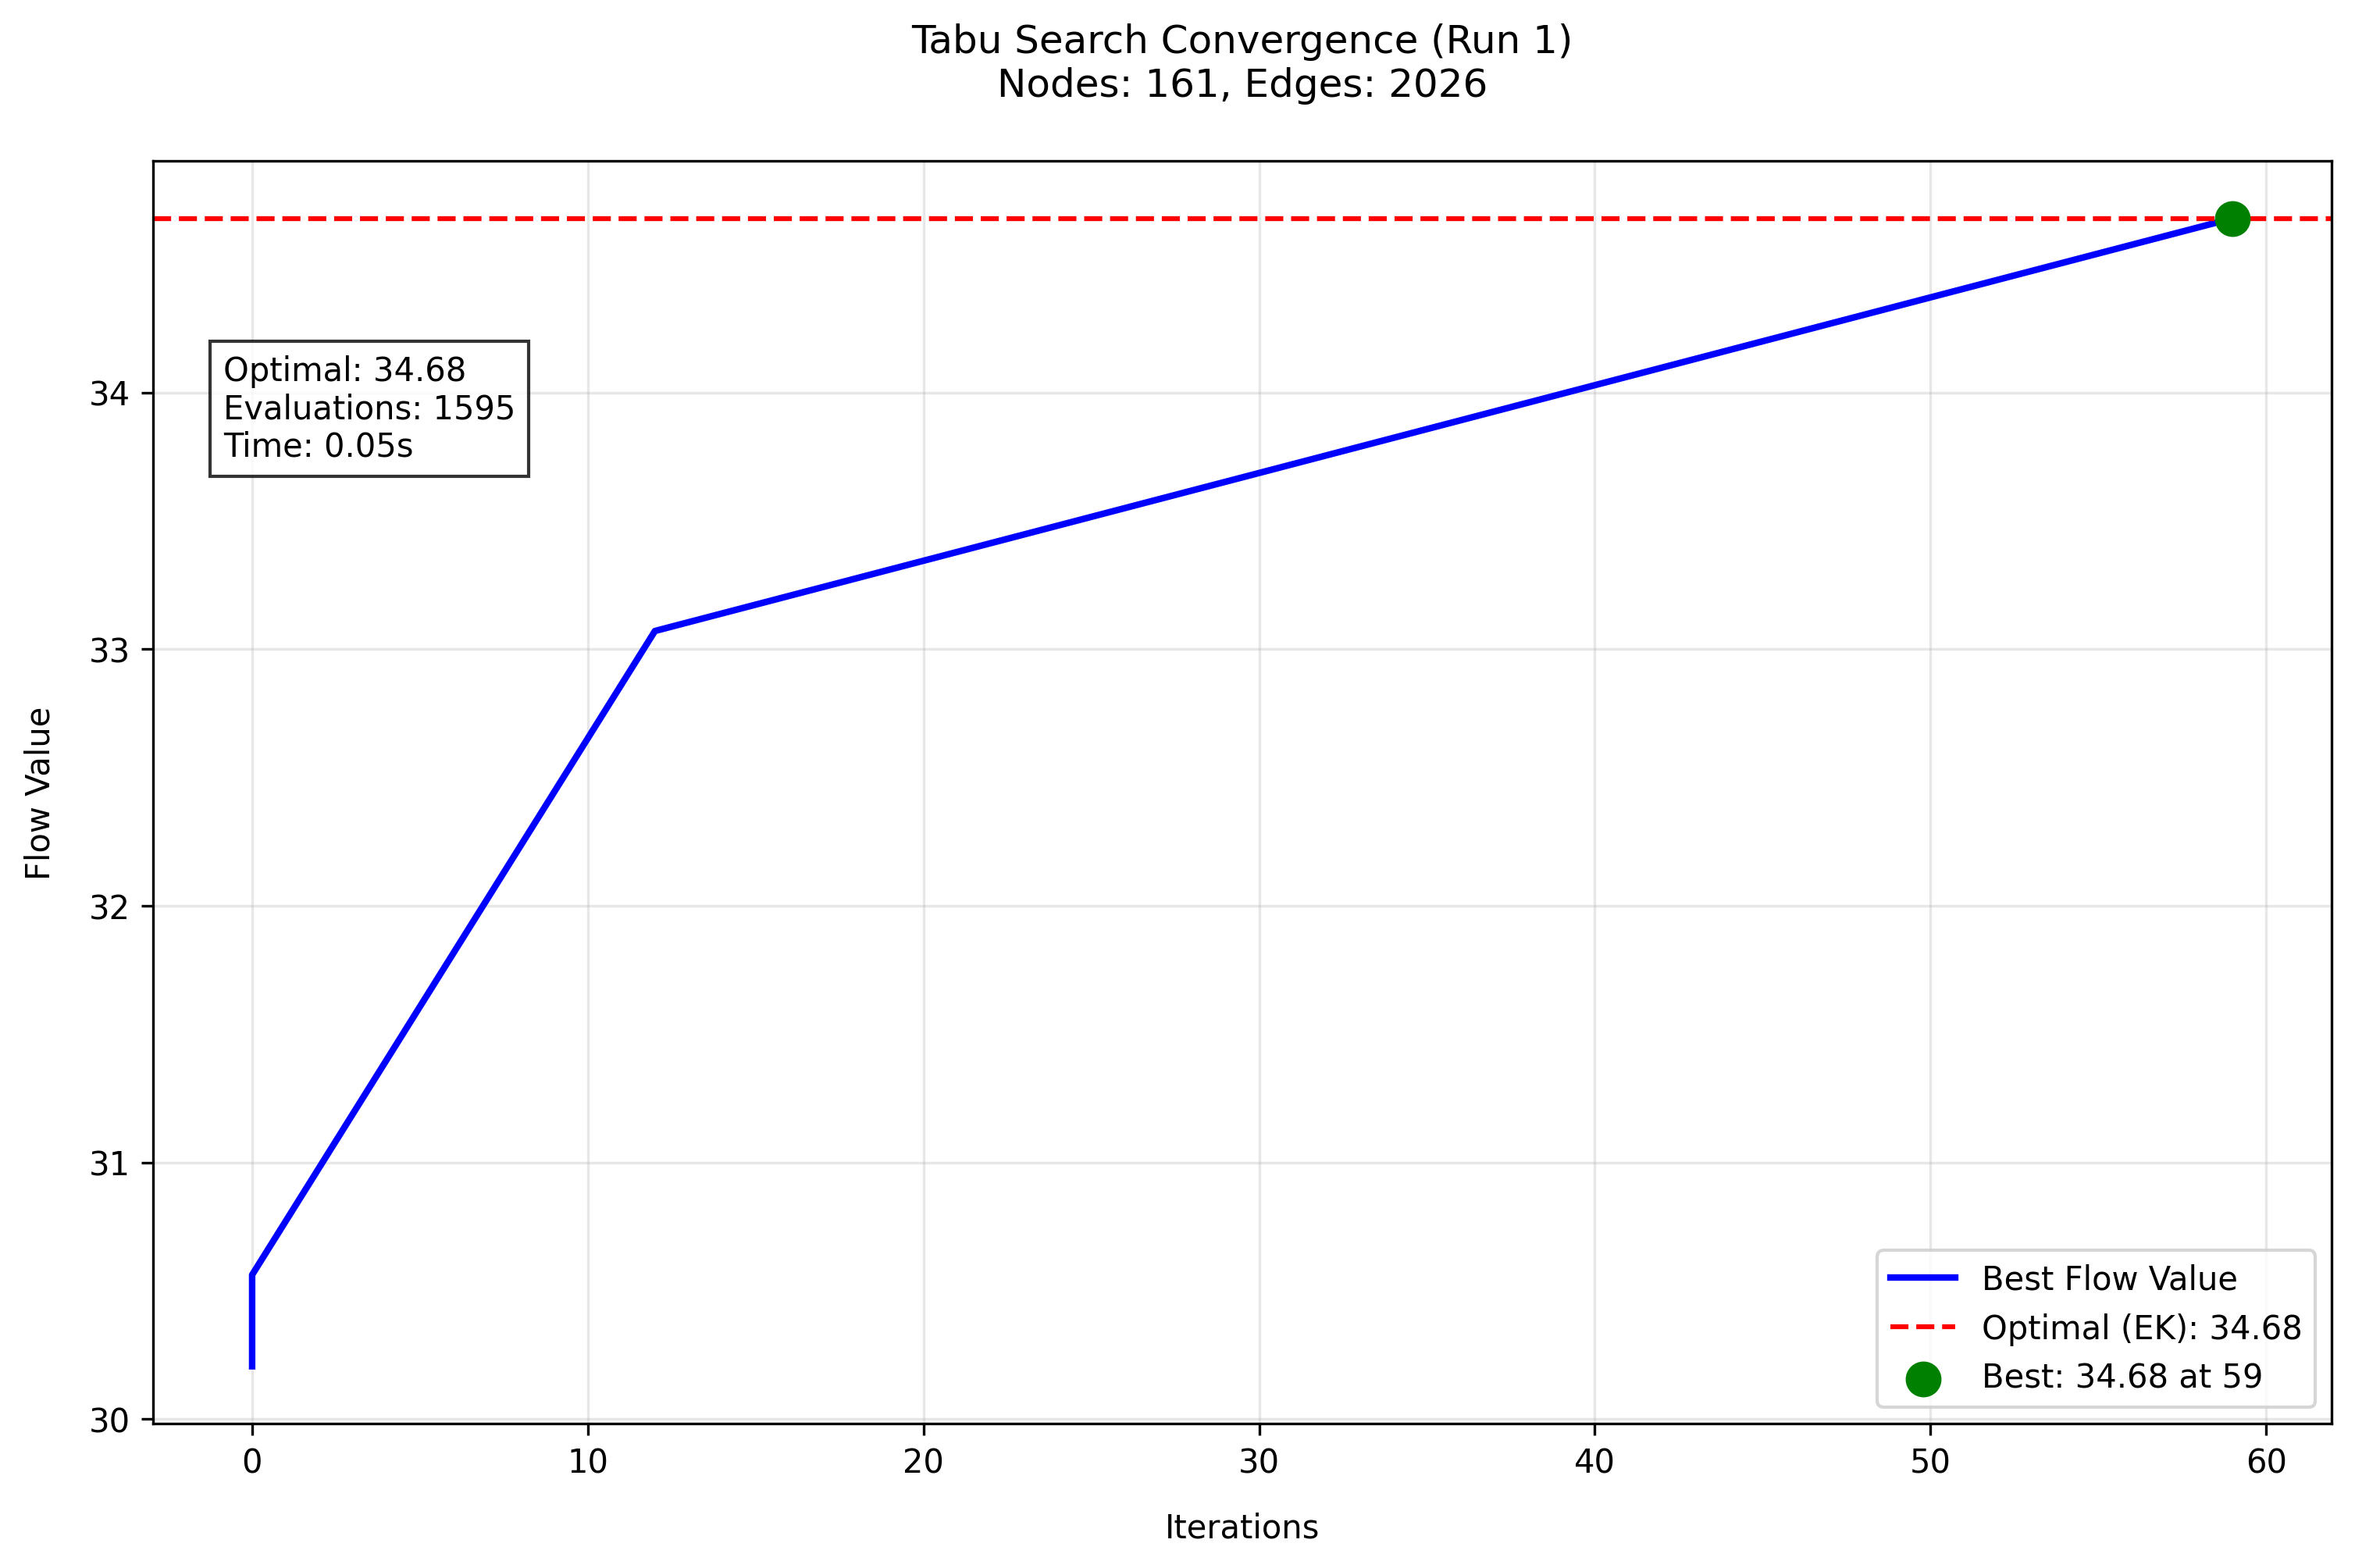 Tabu Search Convergence (Run 1)
Nodes: 161, Edges: 2026
Optimal: 34.68
Evaluations: 1595
Time: 0.05s
34
33
32
31
30
Flow Value
Best Flow Value
Optimal (EK): 34.68
Best: 34.68 at 59
0
10
20
30
40
50
60
Iterations